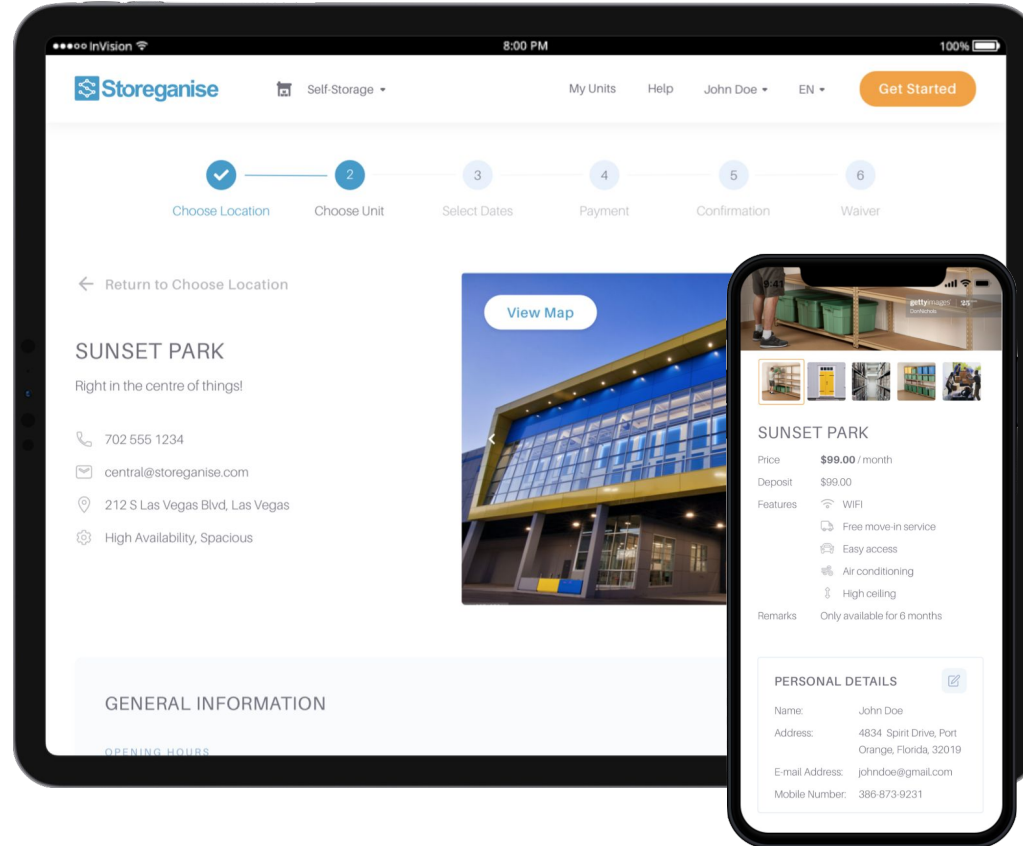 InVision
8:00 PM
100%
Storeganise
Self-Storage
My Units
Help
John Doe
EN
Get Started
2
3
4
5
6
Choose Location
Choose Unit
Select Dates
Payment
Confirmation
Waiver
Return to Choose Location
SUNSET PARK
Right in the centre of things!
702 555 1234
central@storeganise.com
212 S Las Vegas Blvd, Las Vegas
High Availability, Spacious
View Map
GENERAL INFORMATION
OPENING HOURS
9:41
gettyimages
DonNichols
SUNSET PARK
Price $99.00 / month
Deposit $99.00
Features WIFI
Free move-in service
Easy access
Air conditioning
High ceiling
Remarks Only available for 6 months
PERSONAL DETAILS
Name: John Doe
Address: 4834 Spirit Drive, Port
Orange, Florida, 32019
E-mail Address: johndoe@gmail.com
Mobile Number: 386-873-9231